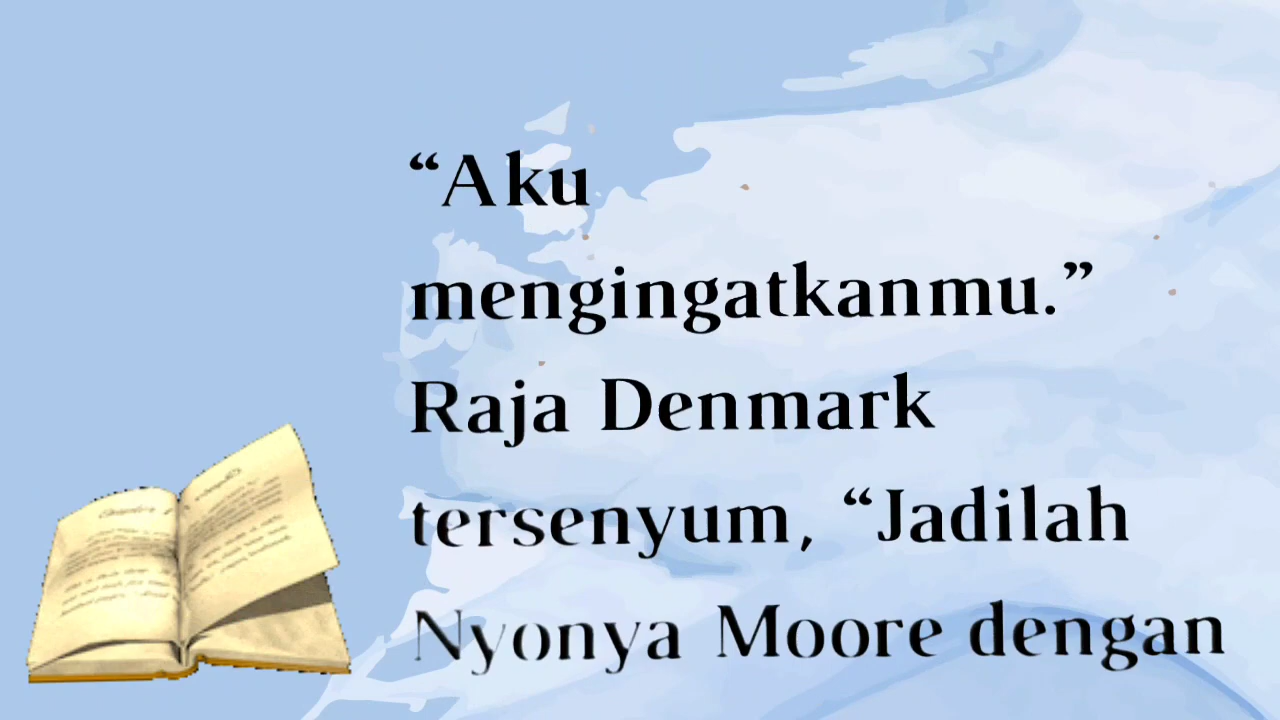 “Aku
mengingatkanmu.”
Raja Denmark
tersenyum, “Jadilah
Nyonya Moore dengan